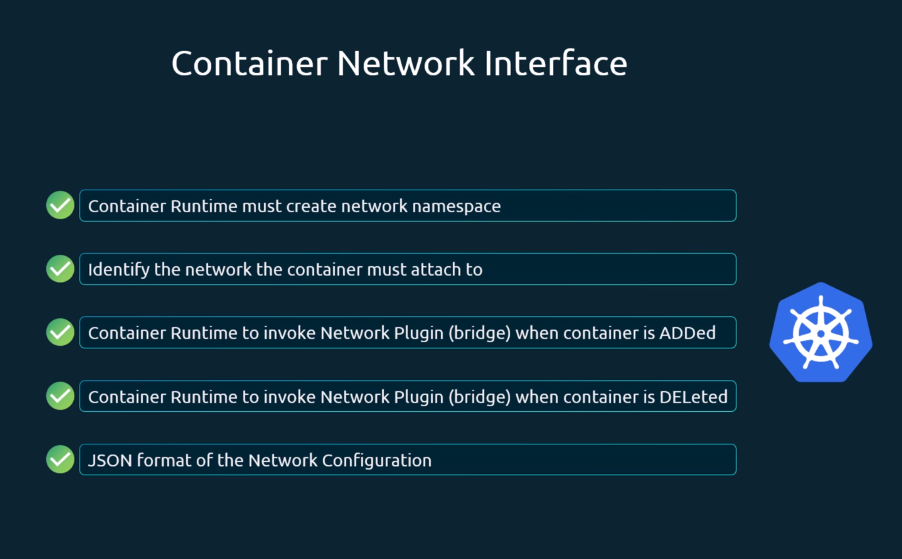 Container Network Interface
Container Runtime must create network namespace
Identify the network the container must attach to
Container Runtime to invoke Network Plugin (bridge) when container is ADDed
Container Runtime to invoke Network Plugin (bridge) when container is DELeted
JSON format of the Network Configuration